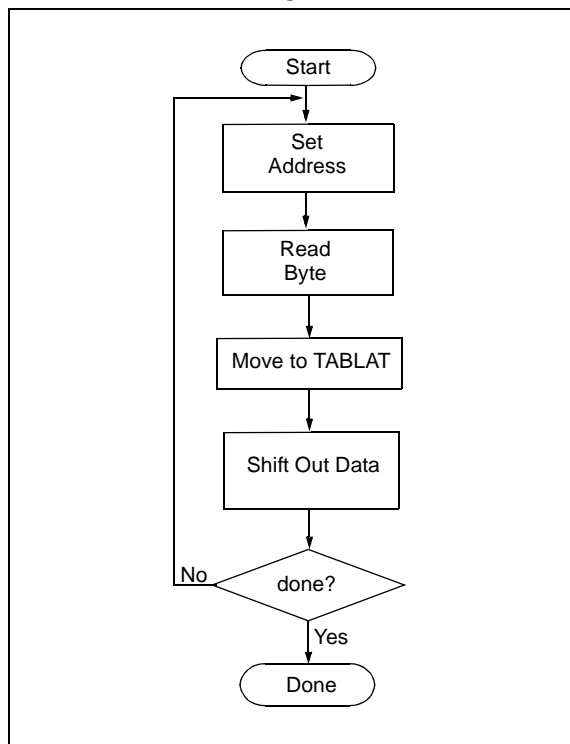 Start
Set
Address
Read
Byte
Move to TABLAT
Shift Out Data
done?
No
Yes
Done